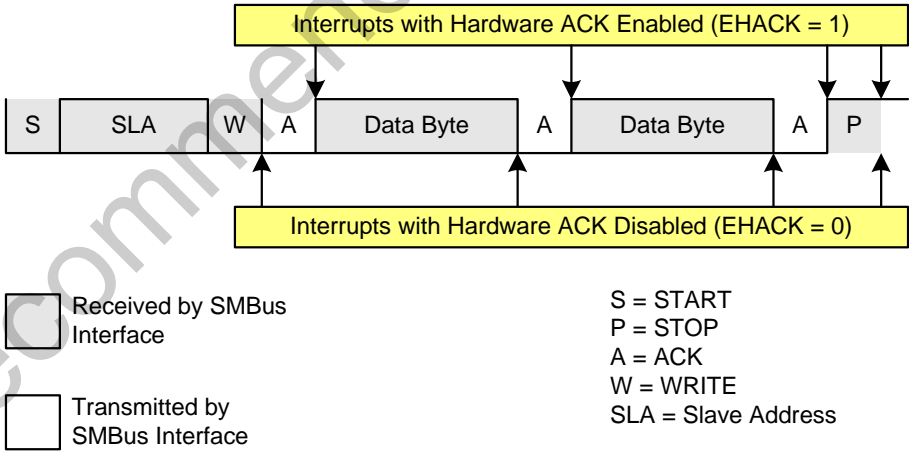 Interrupts with Hardware ACK Enabled (EHACK = 1)
S SLA W A Data Byte A Data Byte A P
Interrupts with Hardware ACK Disabled (EHACK = 0)
Received by SMBus
Interface
Transmitted by
SMBus Interface
S = START
P = STOP
A = ACK
W = WRITE
SLA = Slave Address